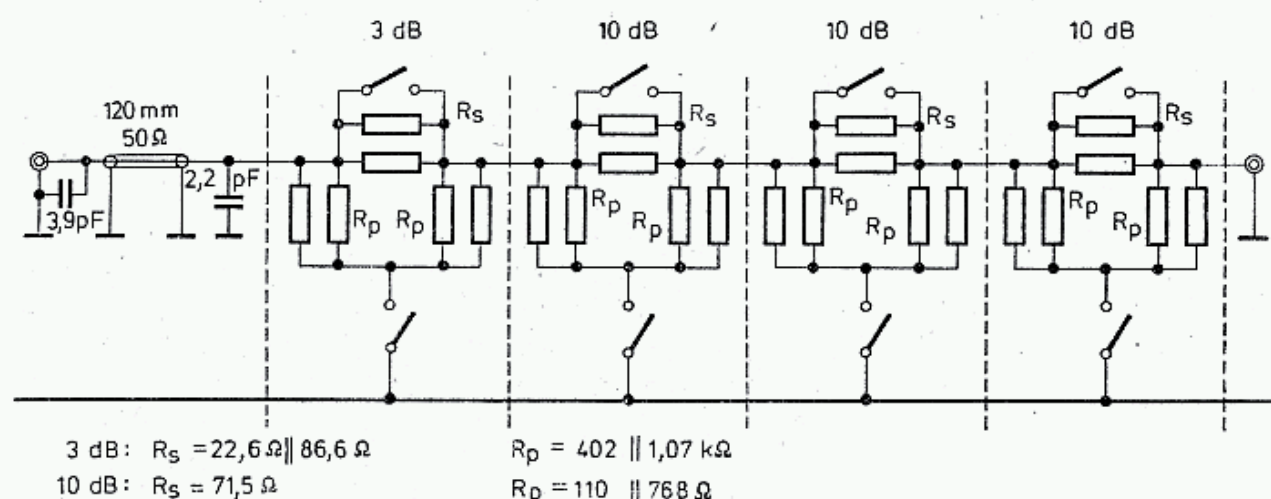 3 dB 10 dB 10 dB 10 dB
120 mm
50 Ω
Rs Rs Rs Rs
2,2 pF
3,9pF
Rp Rp Rp Rp Rp Rp Rp Rp
3 dB: Rs = 22,6 Ω || 86,6 Ω Rp = 402 || 1,07 kΩ
10 dB: Rs = 71,5 Ω Rp = 110 || 768 Ω